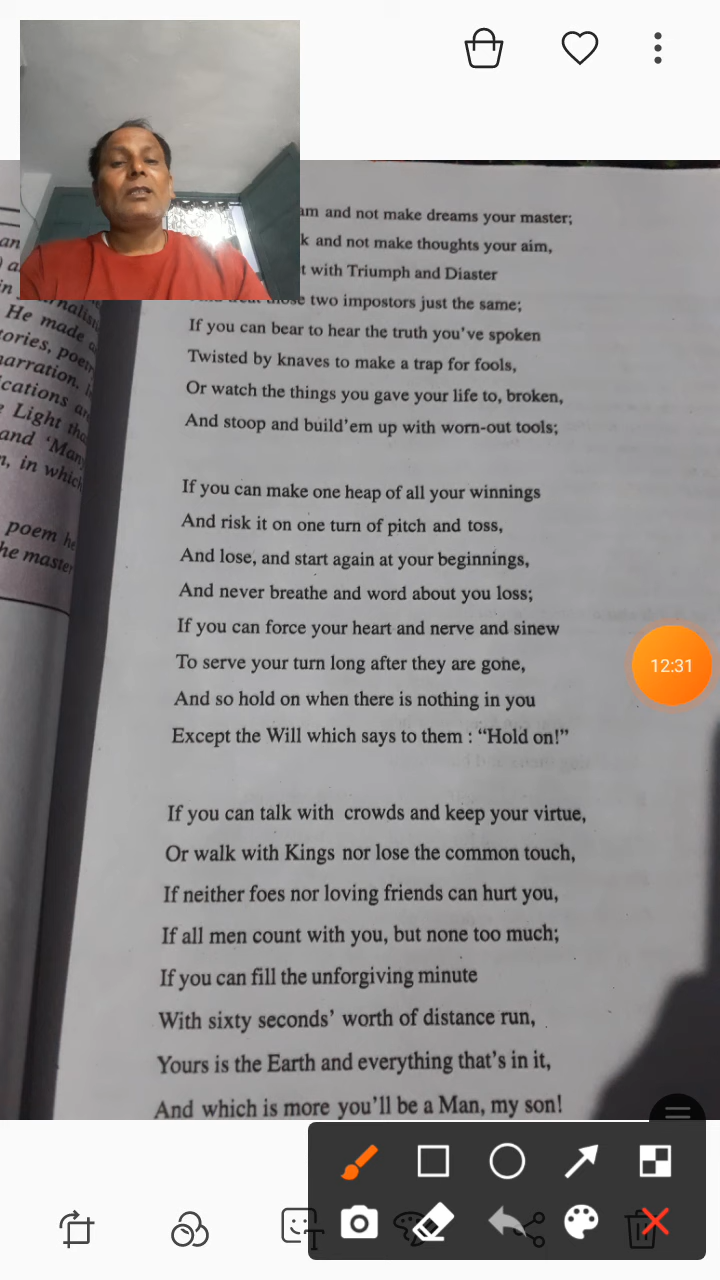 am and not make dreams your master;
k and not make thoughts your aim,
t with Triumph and Diaster
those two impostors just the same;
If you can bear to hear the truth you've spoken
Twisted by knaves to make a trap for fools,
Or watch the things you gave your life to, broken,
And stoop and build'em up with worn-out tools;
If you can make one heap of all your winnings
And risk it on one turn of pitch and toss,
And lose, and start again at your beginnings,
And never breathe and word about you loss;
If you can force your heart and nerve and sinew
To serve your turn long after they are gone,
And so hold on when there is nothing in you
Except the Will which says to them : “Hold on!”
If you can talk with crowds and keep your virtue,
Or walk with Kings nor lose the common touch,
If neither foes nor loving friends can hurt you,
If all men count with you, but none too much;
If you can fill the unforgiving minute
With sixty seconds' worth of distance run,
Yours is the Earth and everything that's in it,
And which is more you'll be a Man, my son!
an
in
He made
tories, poem
narration.
cations
Light
and ‘Many
in which
poem he
he master
12:31
T